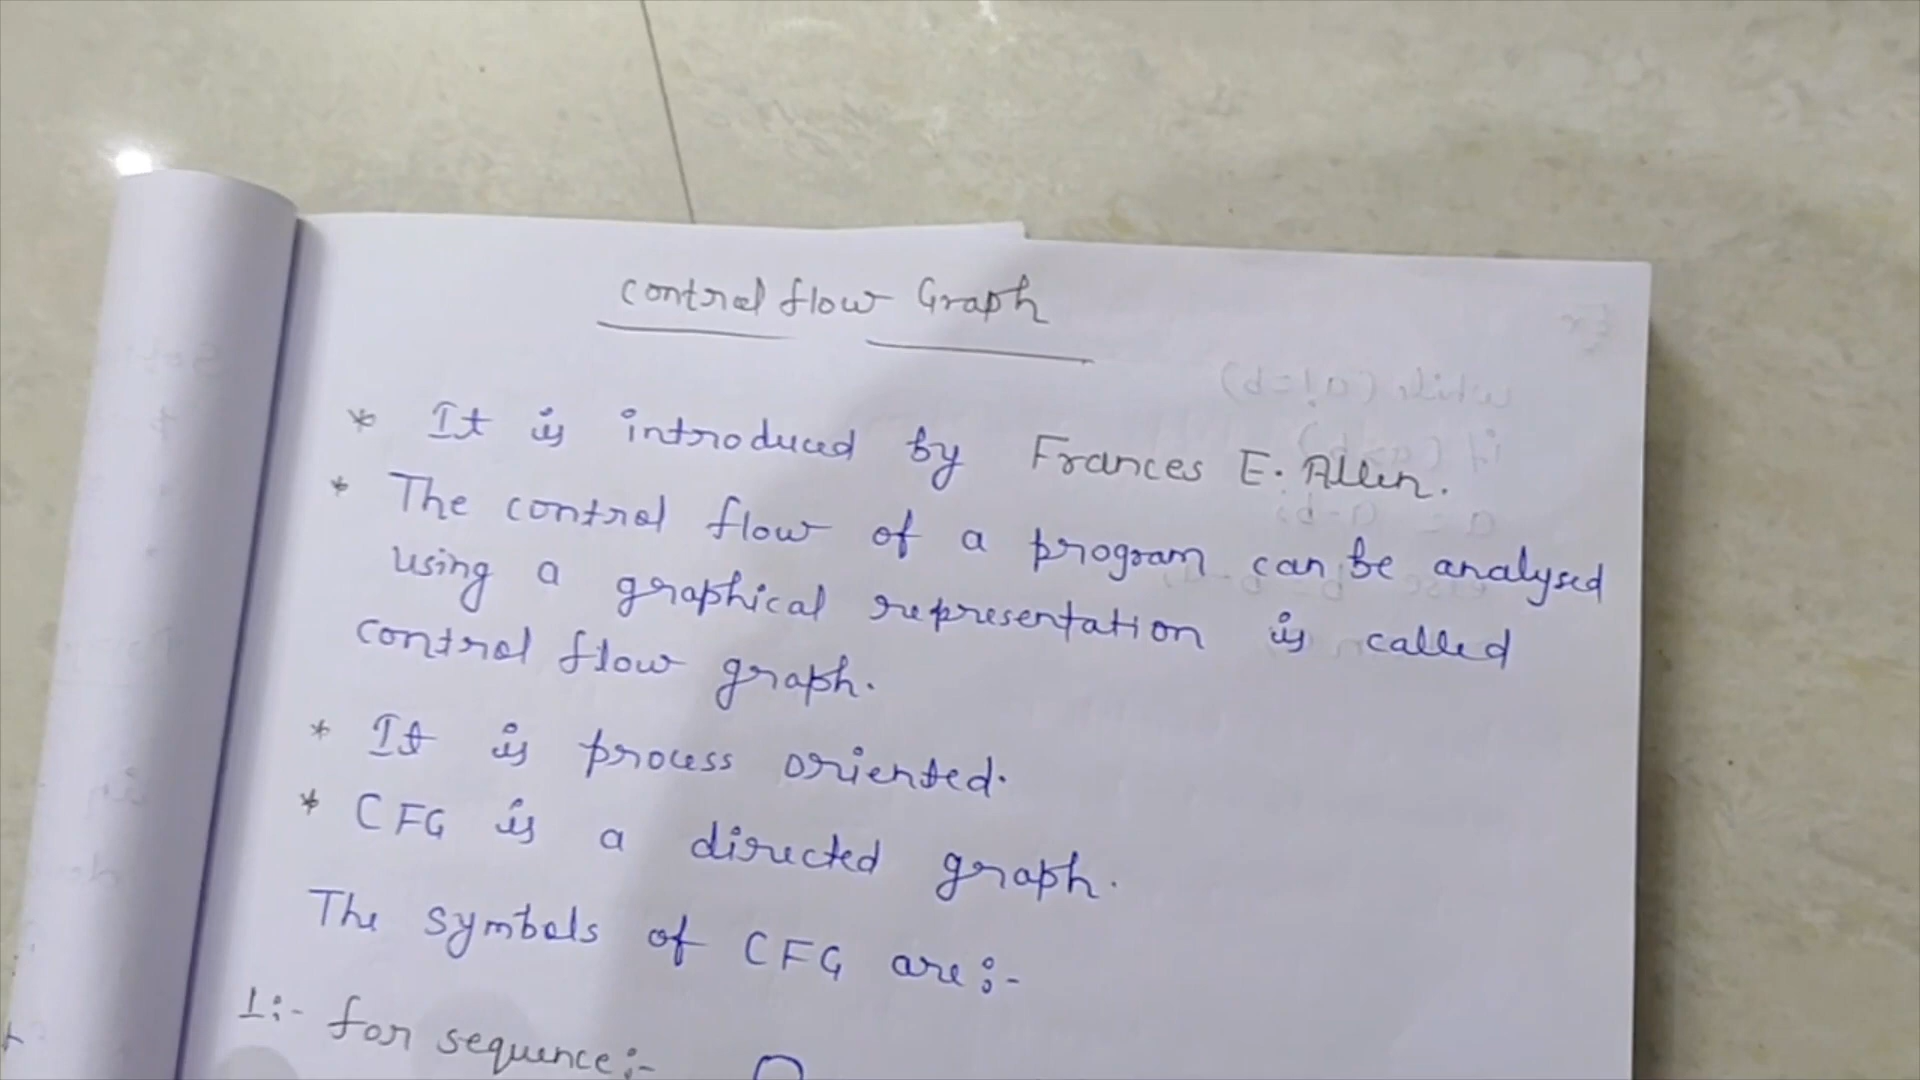 Control flow Graph
* It is introduced by Frances E. Allen.
* The control flow of a program can be analysed
using a graphical representation is called
control flow graph.
* It is process oriented.
* CFG is a directed graph.
The symbols of CFG are:-
1:- for sequence:-